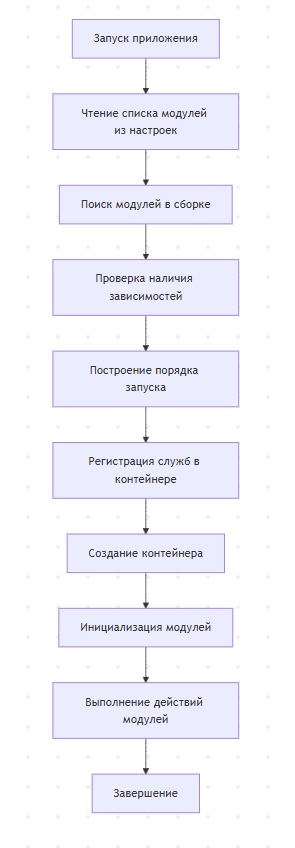 Запуск приложения
Чтение списка модулей
из настроек
Поиск модулей в сборке
Проверка наличия
зависимостей
Построение порядка
запуска
Регистрация служб в
контейнере
Создание контейнера
Инициализация модулей
Выполнение действий
модулей
Завершение